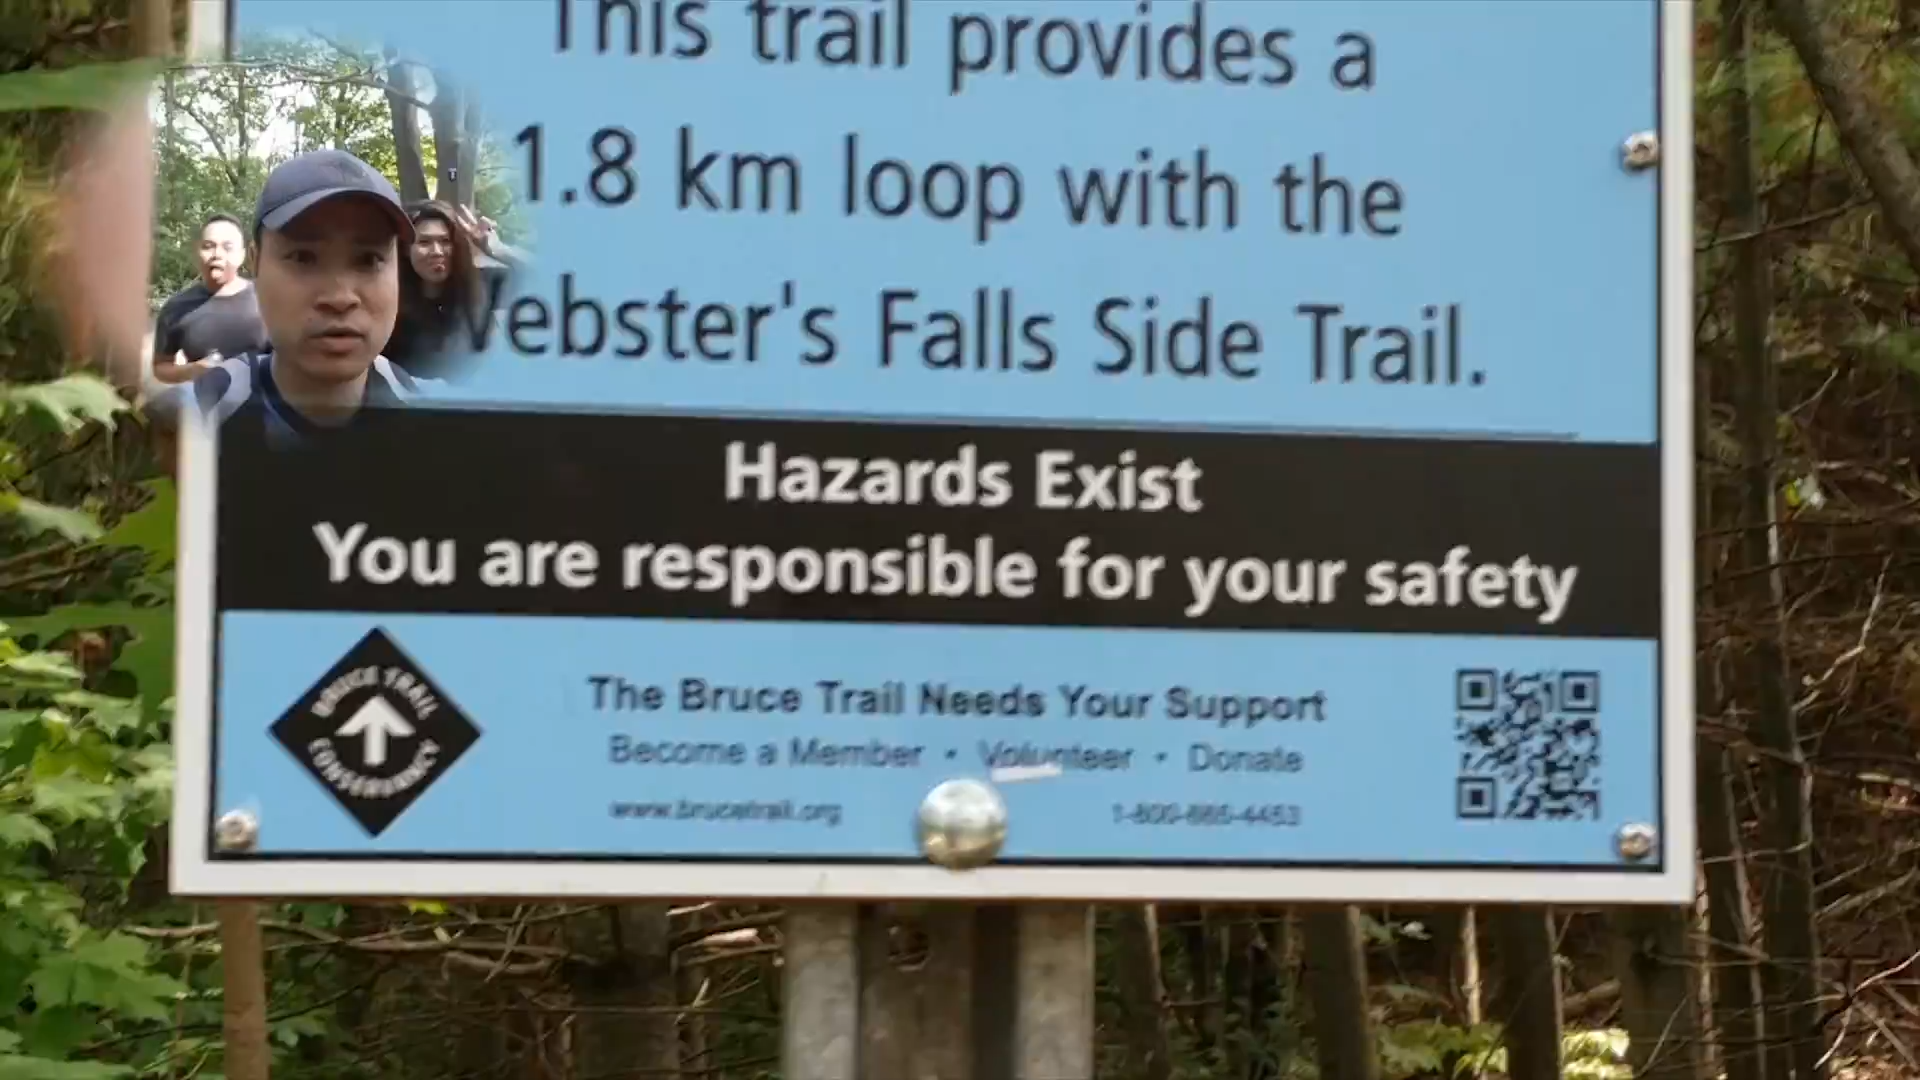 This trail provides a
1.8 km loop with the
Webster's Falls Side Trail.
Hazards Exist
You are responsible for your safety
BRUCE TRAIL
CONSERVANCY
The Bruce Trail Needs Your Support
Become a Member • Volunteer • Donate
www.brucetrail.org
1-800-665-4453